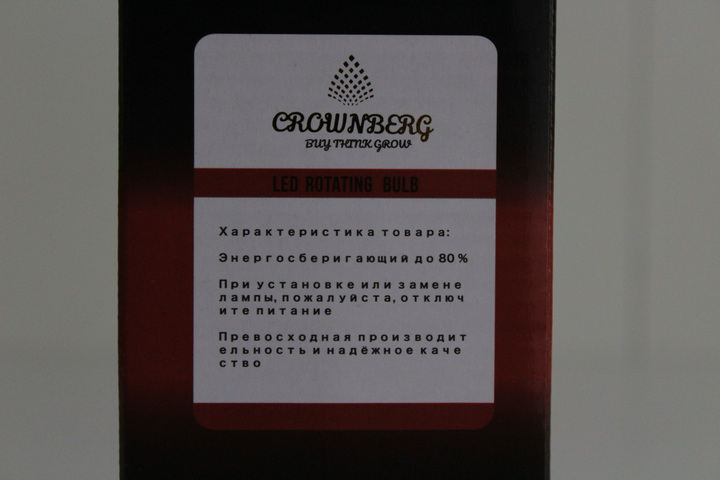 CROWNBERG
BUY THINK GROW
LED ROTATING BULB
Характеристика товара:
Энергосберигающий до 80%
При установке или замене
лампы, пожалуйста, отключ
ите питание
Превосходная производит
ельность и надёжное каче
ство